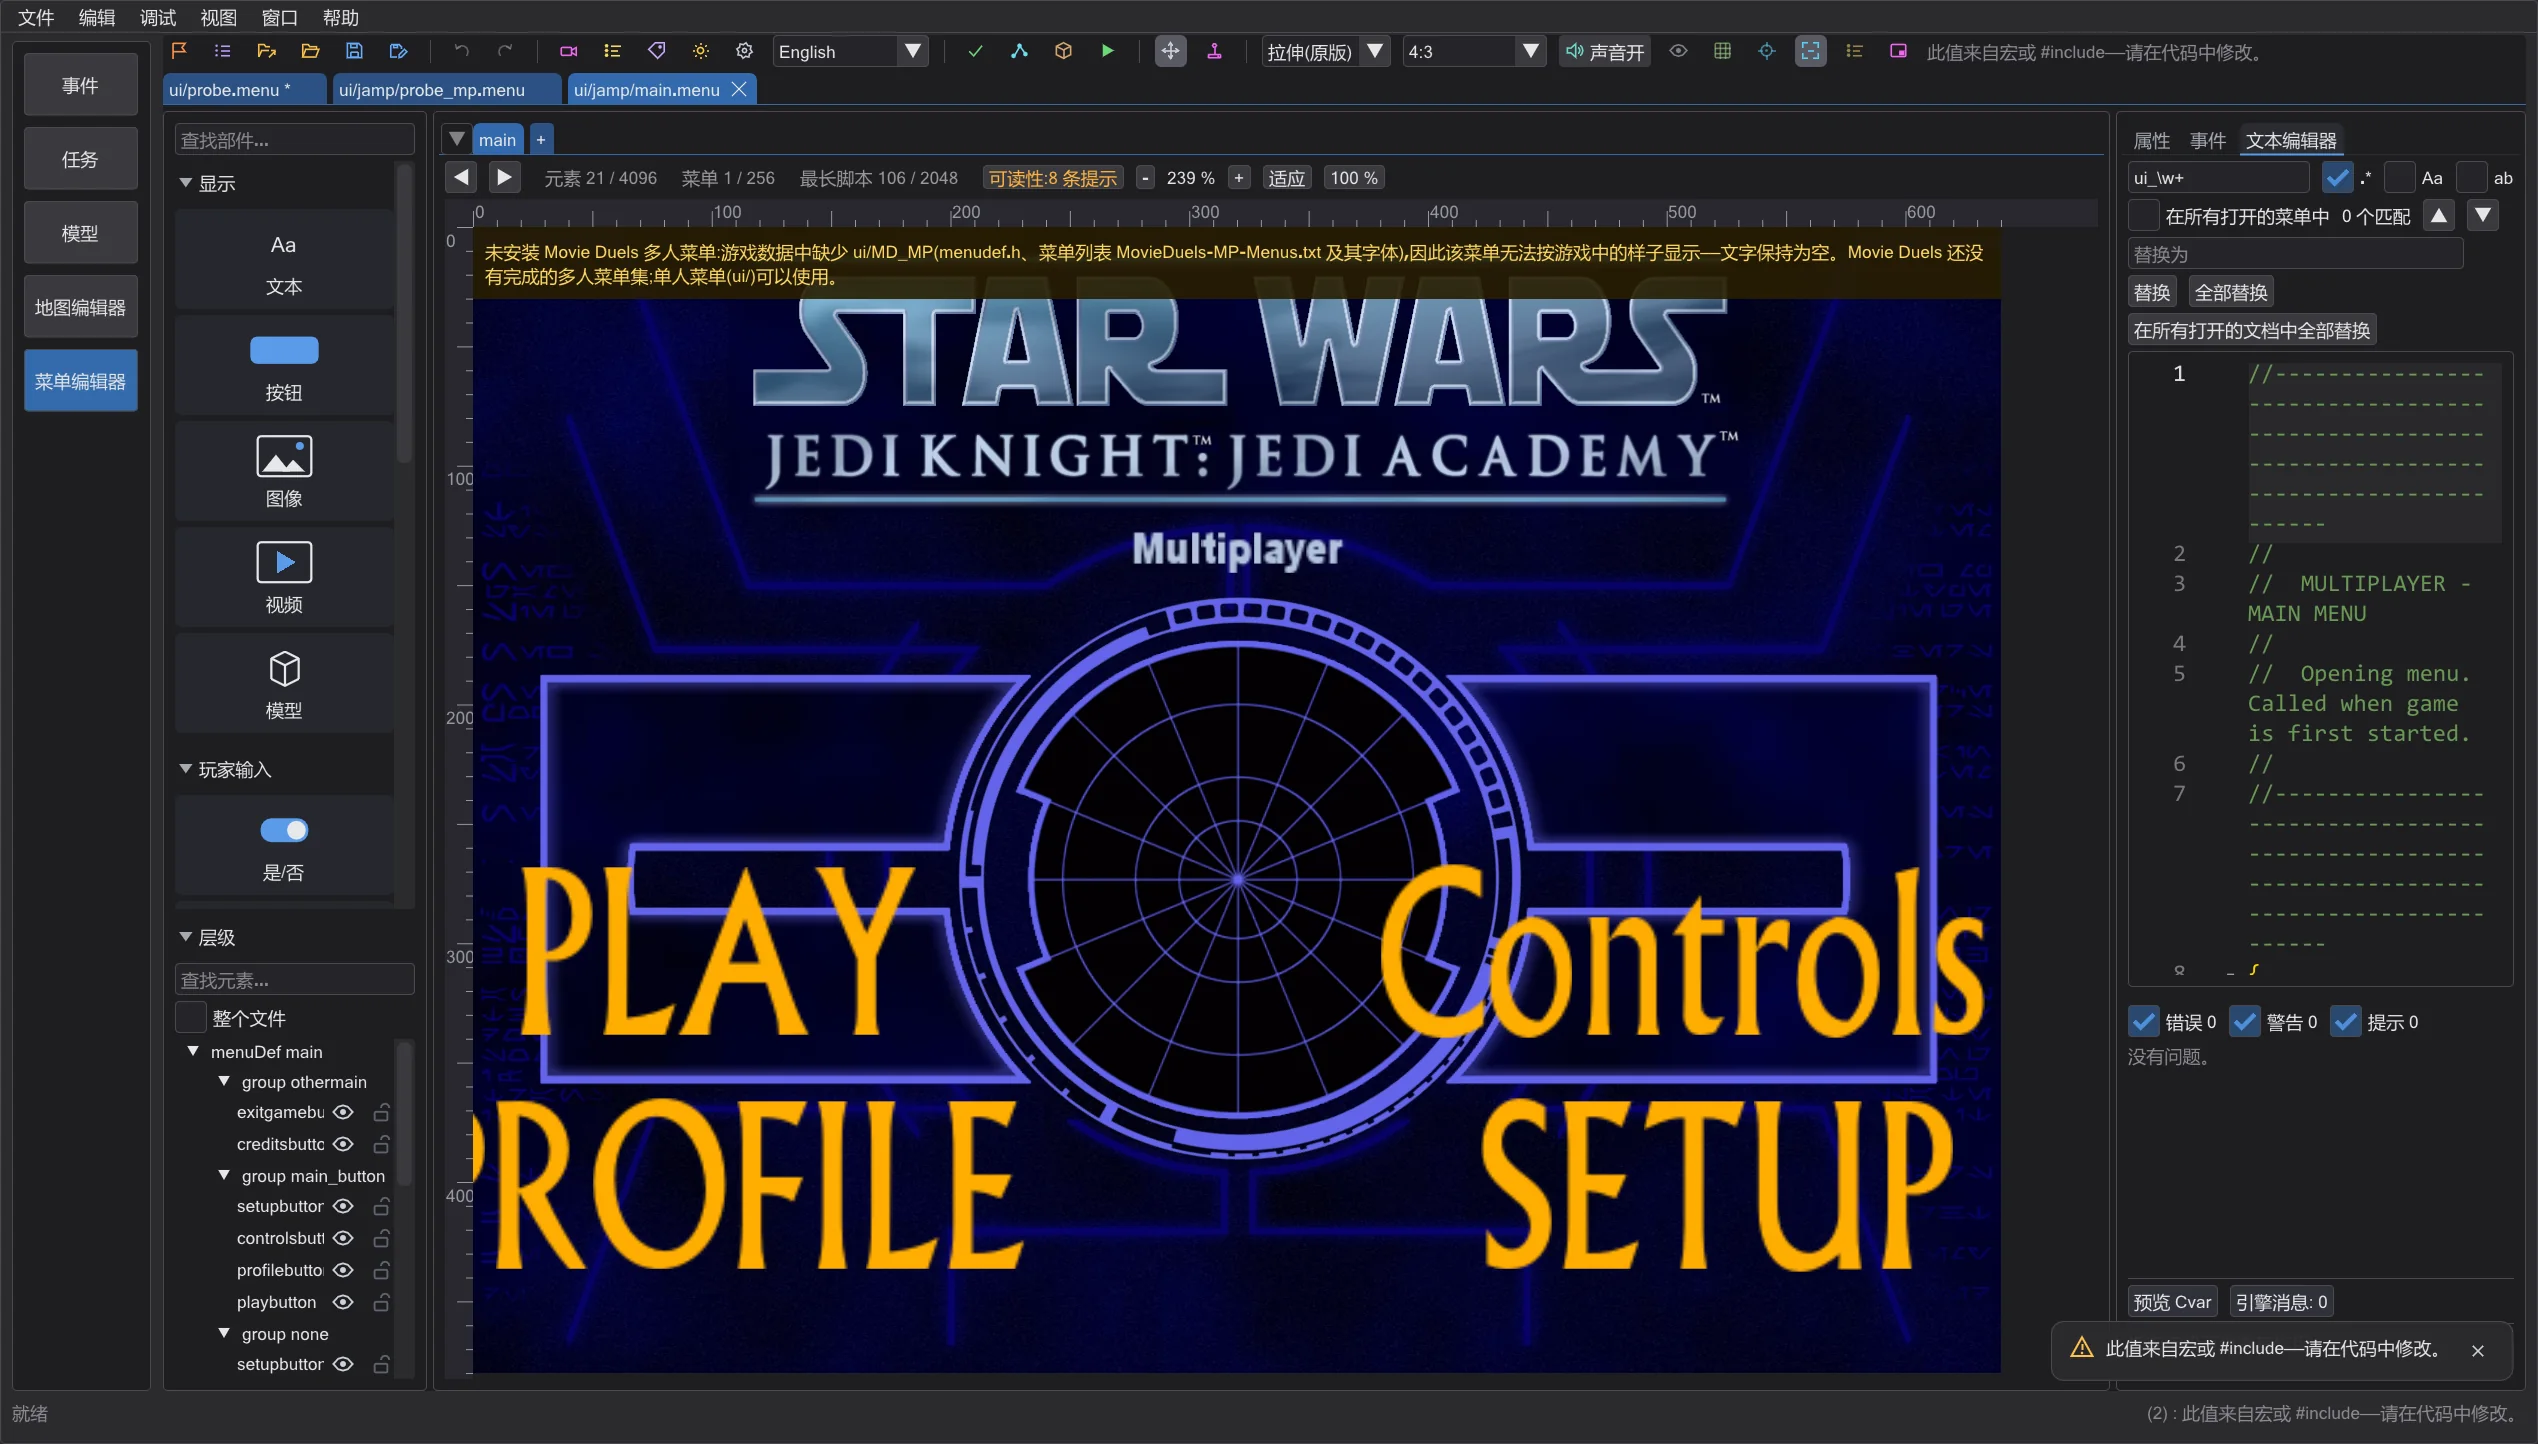 文件 编辑 调试 视图 窗口 帮助
English
拉伸(原版)
4:3
声音开
此值来自宏或 #include—请在代码中修改。
事件
任务
模型
地图编辑器
菜单编辑器
ui/probe.menu *
ui/jamp/probe_mp.menu
ui/jamp/main.menu
查找部件...
显示
Aa
文本
按钮
图像
视频
模型
玩家输入
是/否
层级
查找元素...
整个文件
menuDef main
group othermain
exitgamebu
creditsbutto
group main_button
setupbuttor
controlsbutt
profilebutto
playbutton
group none
setupbuttor
main
+
元素 21 / 4096
菜单 1 / 256
最长脚本 106 / 2048
可读性:8 条提示
-
239 %
+
适应
100 %
0 100 200 300 400 500 600
0
100
200
300
400
未安装 Movie Duels 多人菜单:游戏数据中缺少 ui/MD_MP(menudef.h、菜单列表 MovieDuels-MP-Menus.txt 及其字体),因此该菜单无法按游戏中的样子显示—文字保持为空。Movie Duels 还没
有完成的多人菜单集;单人菜单(ui/)可以使用。
STAR WARS™
JEDI KNIGHT™: JEDI ACADEMY™
Multiplayer
PLAY
Controls
ROFILE
SETUP
属性 事件 文本编辑器
ui_\w+
.*
Aa
ab
在所有打开的菜单中
0 个匹配
替换为
替换
全部替换
在所有打开的文档中全部替换
1 //----------------
------------------
------------------
------------------
------------------
------
2 //
3 // MULTIPLAYER -
MAIN MENU
4 //
5 // Opening menu.
Called when game
is first started.
6 //
7 //----------------
------------------
------------------
------------------
------------------
------
8 - {
错误 0
警告 0
提示 0
没有问题。
预览 Cvar
引擎消息: 0
此值来自宏或 #include—请在代码中修改。
就绪
(2) : 此值来自宏或 #include—请在代码中修改。